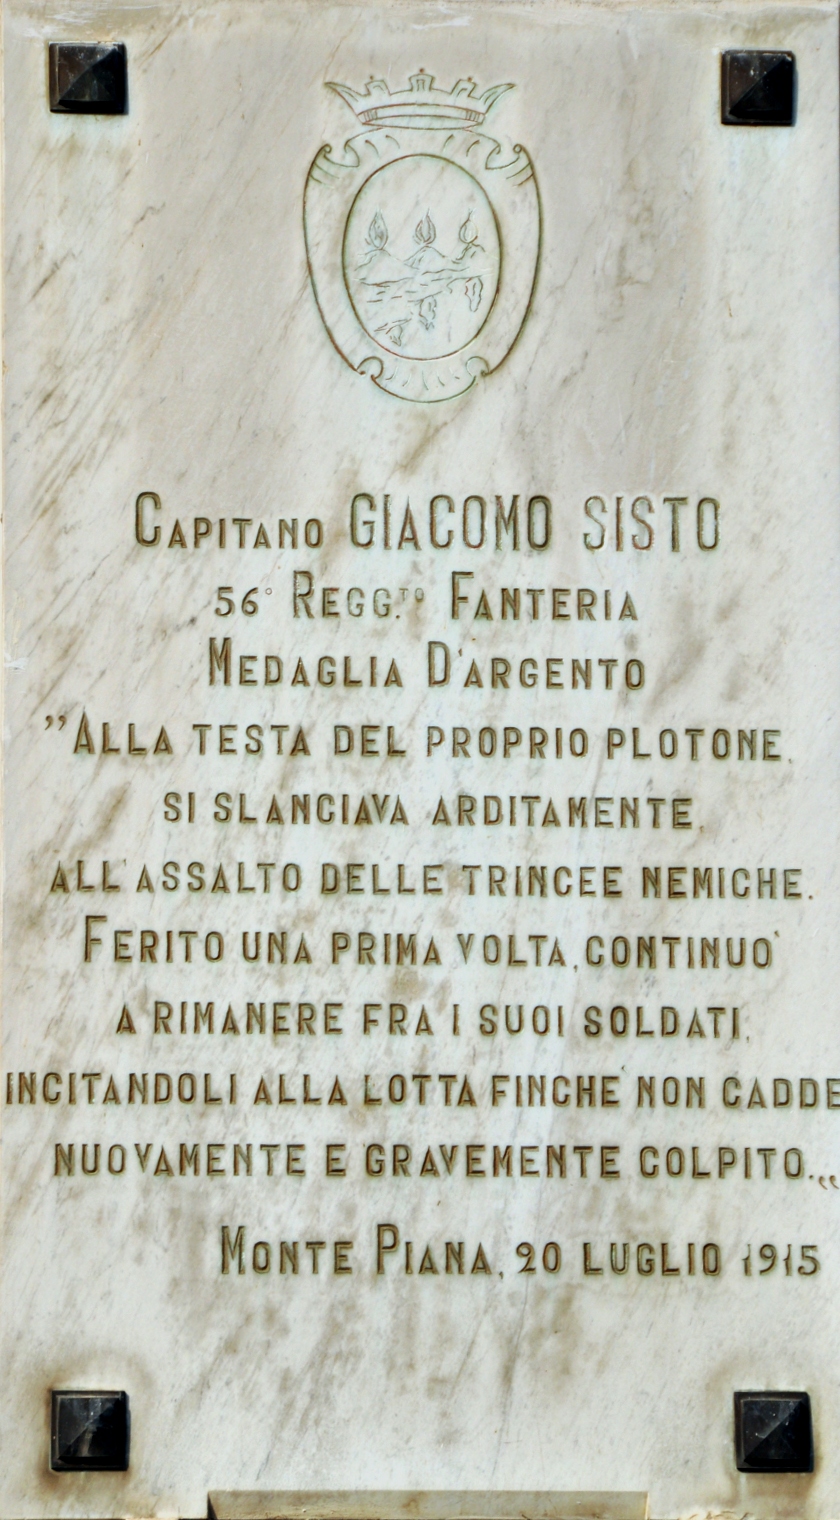 Capitano GIACOMO SISTO
56° Regg.to Fanteria
Medaglia D'argento
"Alla testa del proprio plotone,
si slanciava arditamente,
all'assalto delle trincee nemiche.
Ferito una prima volta, continuo'
a rimanere fra i suoi soldati,
incitandoli alla lotta finche' non cadde
nuovamente e gravemente colpito.„
Monte Piana, 20 luglio 1915